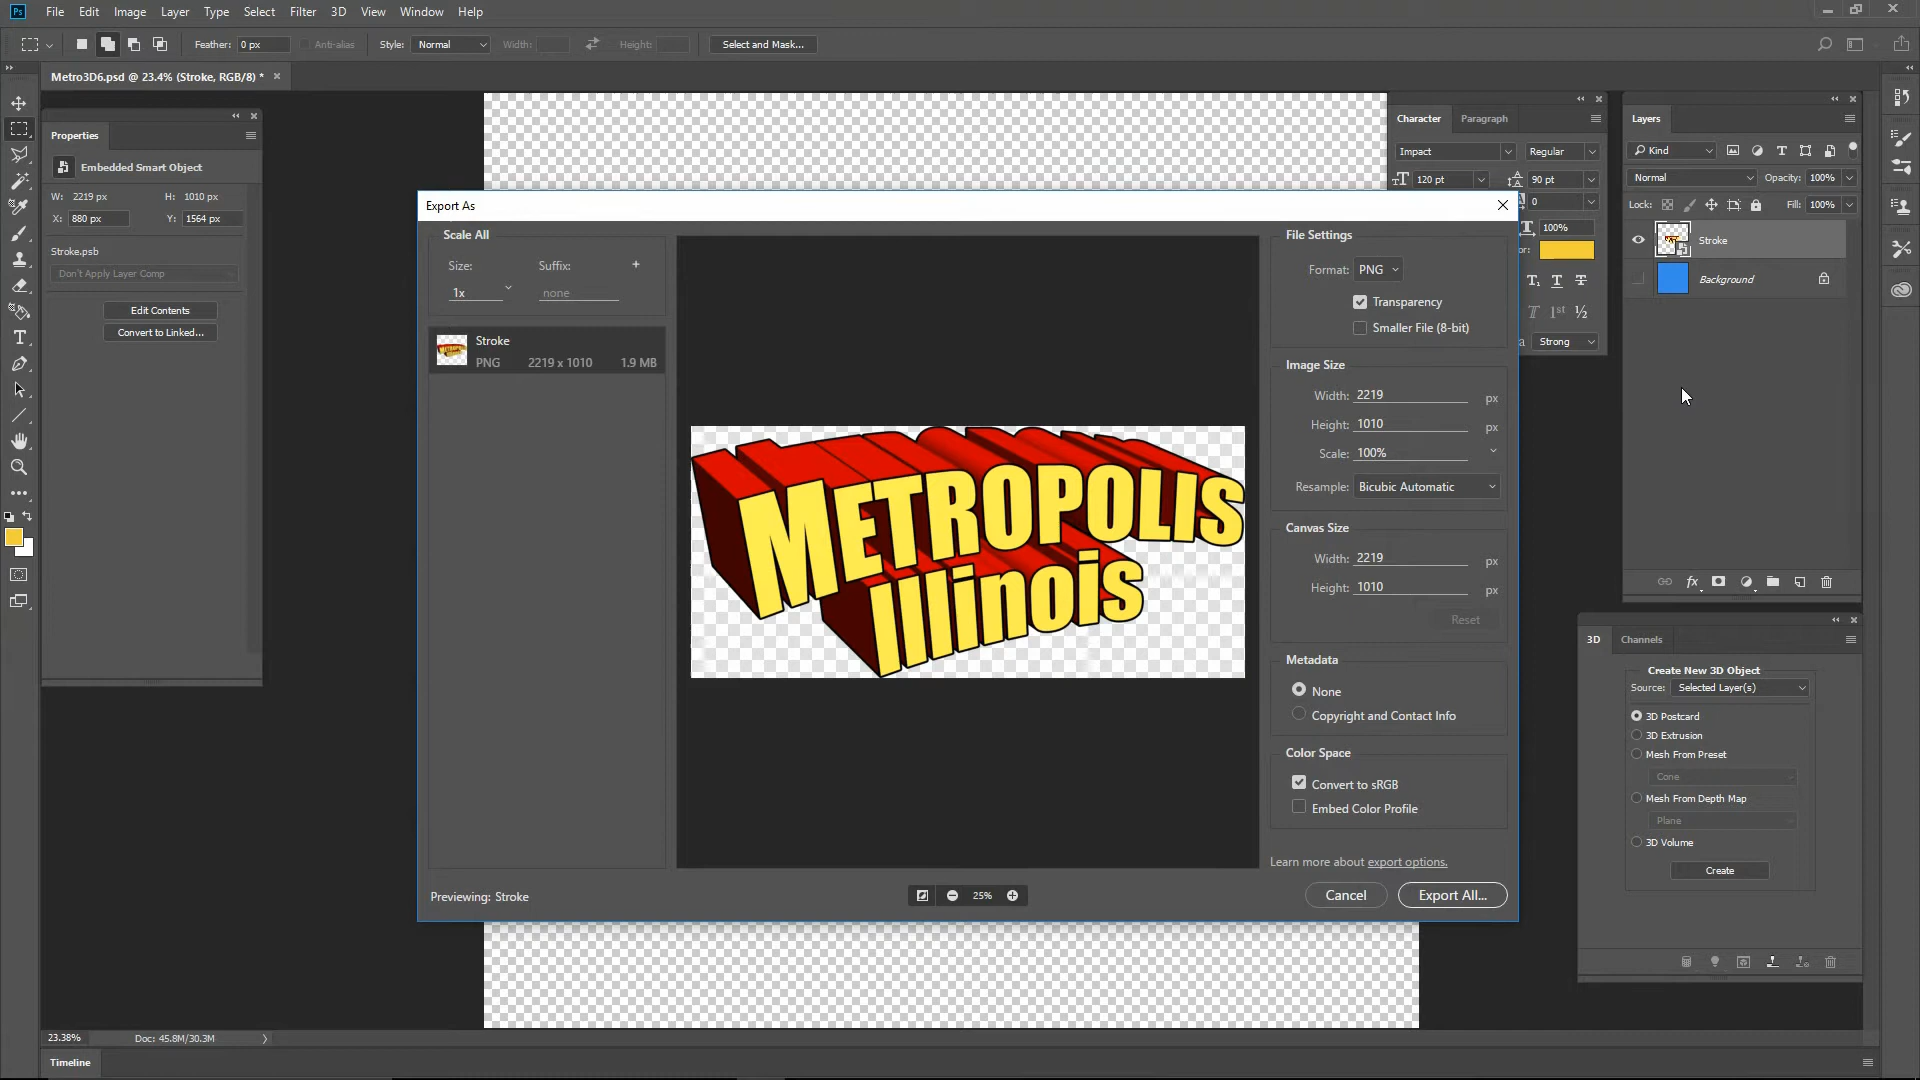 Ps File Edit Image Layer Type Select Filter 3D View Window Help
Feather: 0 px Anti-alias Style: Normal Width: Height: Select and Mask...
Metro3D6.psd @ 23.4% (Stroke, RGB/8) *
Properties
Embedded Smart Object
W: 2219 px H: 1010 px
X: 880 px Y: 1564 px
Stroke.psb
Don't Apply Layer Comp
Edit Contents
Convert to Linked...
Export As
Scale All
Size: Suffix:
1x none
Stroke
PNG 2219 x 1010 1.9 MB
METROPOLIS
Illinois
Previewing: Stroke
25%
File Settings
Format: PNG
Transparency
Smaller File (8-bit)
Image Size
Width: 2219 px
Height: 1010 px
Scale: 100%
Resample: Bicubic Automatic
Canvas Size
Width: 2219 px
Height: 1010 px
Reset
Metadata
None
Copyright and Contact Info
Color Space
Convert to sRGB
Embed Color Profile
Learn more about export options.
Cancel Export All...
Character Paragraph
Impact Regular
120 pt 90 pt
0
100%
Strong
Layers
Kind
Normal Opacity: 100%
Lock: Fill: 100%
Stroke
Background
3D Channels
Create New 3D Object
Source: Selected Layer(s)
3D Postcard
3D Extrusion
Mesh From Preset
Cone
Mesh From Depth Map
Plane
3D Volume
Create
23.38% Doc: 45.8M/30.3M
Timeline